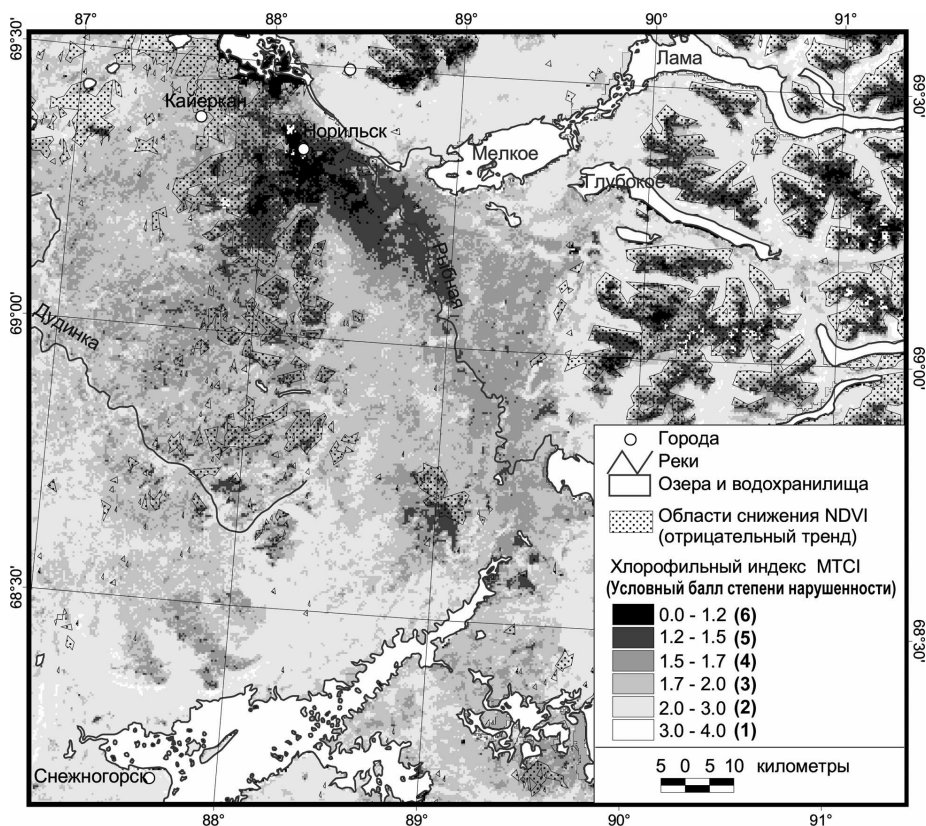 87° 88° 89° 90° 91°
69°30'
69°30'
Лама
Кайеркан
Норильск
Мелкое
Глубокое
Рыбная
69°00'
Дудинка
69°00'
Города
Реки
Озера и водохранилища
Области снижения NDVI
(отрицательный тренд)
Хлорофильный индекс MTCI
(Условный балл степени нарушенности)
0.0 - 1.2 (6)
1.2 - 1.5 (5)
1.5 - 1.7 (4)
1.7 - 2.0 (3)
2.0 - 3.0 (2)
3.0 - 4.0 (1)
68°30'
68°30'
5 0 5 10 километры
Снежногорск
88° 89° 90° 91°